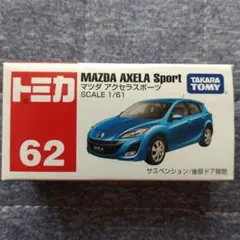 トミカ
62
MAZDA AXELA Sport
マツダ アクセラスポーツ
SCALE 1/61
TAKARA TOMY
サスペンション/後部ドア開閉